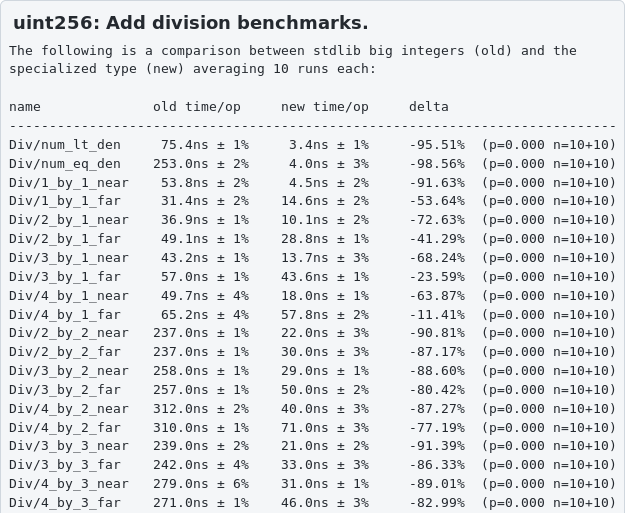 uint256: Add division benchmarks.
The following is a comparison between stdlib big integers (old) and the
specialized type (new) averaging 10 runs each:
name old time/op new time/op delta
----------------------------------------------------------------------------
Div/num_lt_den 75.4ns ± 1% 3.4ns ± 1% -95.51% (p=0.000 n=10+10)
Div/num_eq_den 253.0ns ± 2% 4.0ns ± 3% -98.56% (p=0.000 n=10+10)
Div/1_by_1_near 53.8ns ± 2% 4.5ns ± 2% -91.63% (p=0.000 n=10+10)
Div/1_by_1_far 31.4ns ± 2% 14.6ns ± 2% -53.64% (p=0.000 n=10+10)
Div/2_by_1_near 36.9ns ± 1% 10.1ns ± 2% -72.63% (p=0.000 n=10+10)
Div/2_by_1_far 49.1ns ± 1% 28.8ns ± 1% -41.29% (p=0.000 n=10+10)
Div/3_by_1_near 43.2ns ± 1% 13.7ns ± 3% -68.24% (p=0.000 n=10+10)
Div/3_by_1_far 57.0ns ± 1% 43.6ns ± 1% -23.59% (p=0.000 n=10+10)
Div/4_by_1_near 49.7ns ± 4% 18.0ns ± 1% -63.87% (p=0.000 n=10+10)
Div/4_by_1_far 65.2ns ± 4% 57.8ns ± 2% -11.41% (p=0.000 n=10+10)
Div/2_by_2_near 237.0ns ± 1% 22.0ns ± 3% -90.81% (p=0.000 n=10+10)
Div/2_by_2_far 237.0ns ± 1% 30.0ns ± 3% -87.17% (p=0.000 n=10+10)
Div/3_by_2_near 258.0ns ± 1% 29.0ns ± 1% -88.60% (p=0.000 n=10+10)
Div/3_by_2_far 257.0ns ± 1% 50.0ns ± 2% -80.42% (p=0.000 n=10+10)
Div/4_by_2_near 312.0ns ± 2% 40.0ns ± 3% -87.27% (p=0.000 n=10+10)
Div/4_by_2_far 310.0ns ± 1% 71.0ns ± 3% -77.19% (p=0.000 n=10+10)
Div/3_by_3_near 239.0ns ± 2% 21.0ns ± 2% -91.39% (p=0.000 n=10+10)
Div/3_by_3_far 242.0ns ± 4% 33.0ns ± 3% -86.33% (p=0.000 n=10+10)
Div/4_by_3_near 279.0ns ± 6% 31.0ns ± 1% -89.01% (p=0.000 n=10+10)
Div/4_by_3_far 271.0ns ± 1% 46.0ns ± 3% -82.99% (p=0.000 n=10+10)